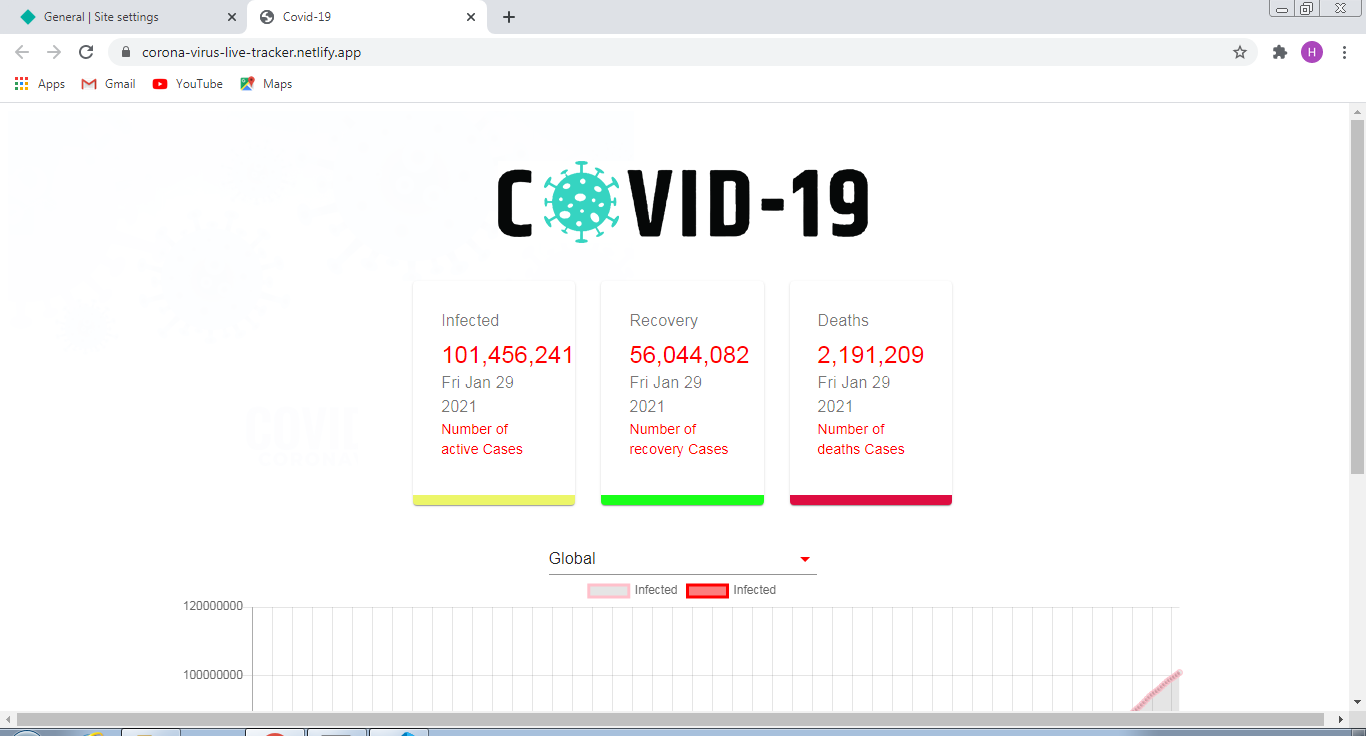 General | Site settings
Covid-19
corona-virus-live-tracker.netlify.app
H
Apps
Gmail
YouTube
Maps
COVID-19
Infected
101,456,241
Fri Jan 29
2021
Number of
active Cases
Recovery
56,044,082
Fri Jan 29
2021
Number of
recovery Cases
Deaths
2,191,209
Fri Jan 29
2021
Number of
deaths Cases
COVID
Global
Infected
Infected
120000000
100000000